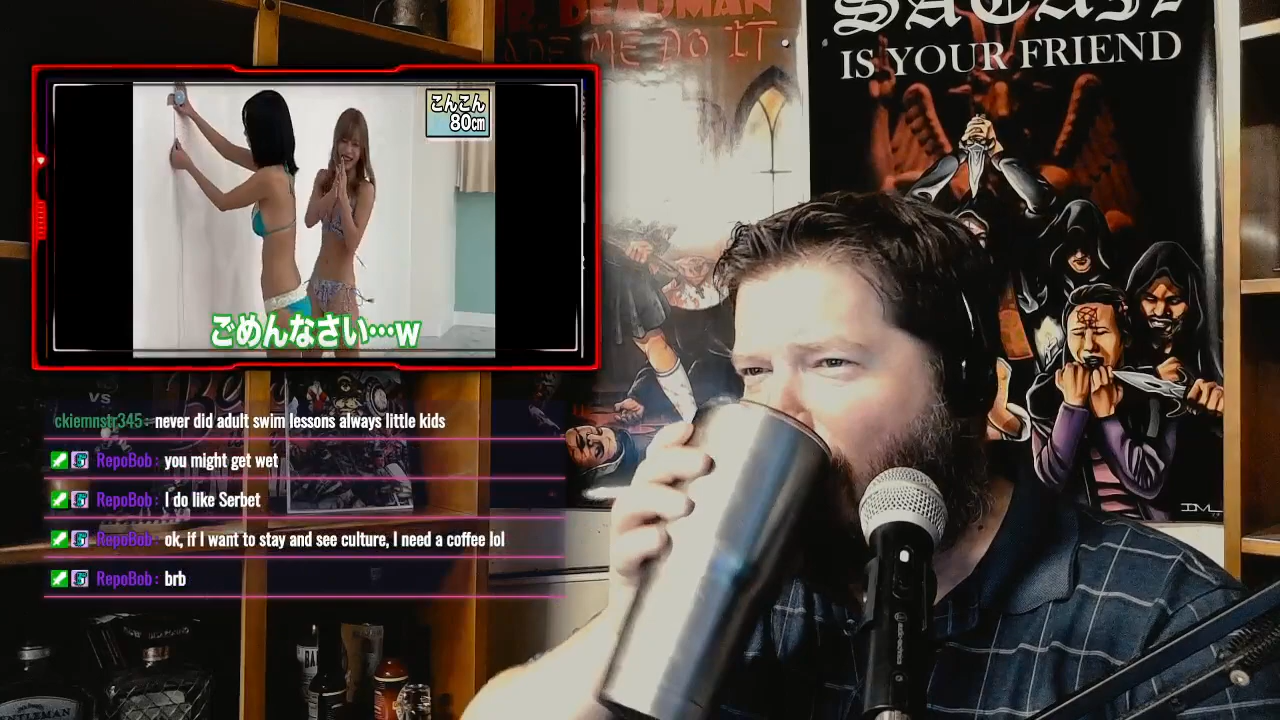 MR. DEADMAN
MADE ME DO IT
SATAN
IS YOUR FRIEND
こんこん
80cm
ごめんなさい…w
vs
ckiemnstr345: never did adult swim lessons always little kids
RepoBob: you might get wet
RepoBob: I do like Serbet
RepoBob: ok, if I want to stay and see culture, I need a coffee lol
RepoBob: brb
GENTLEMAN